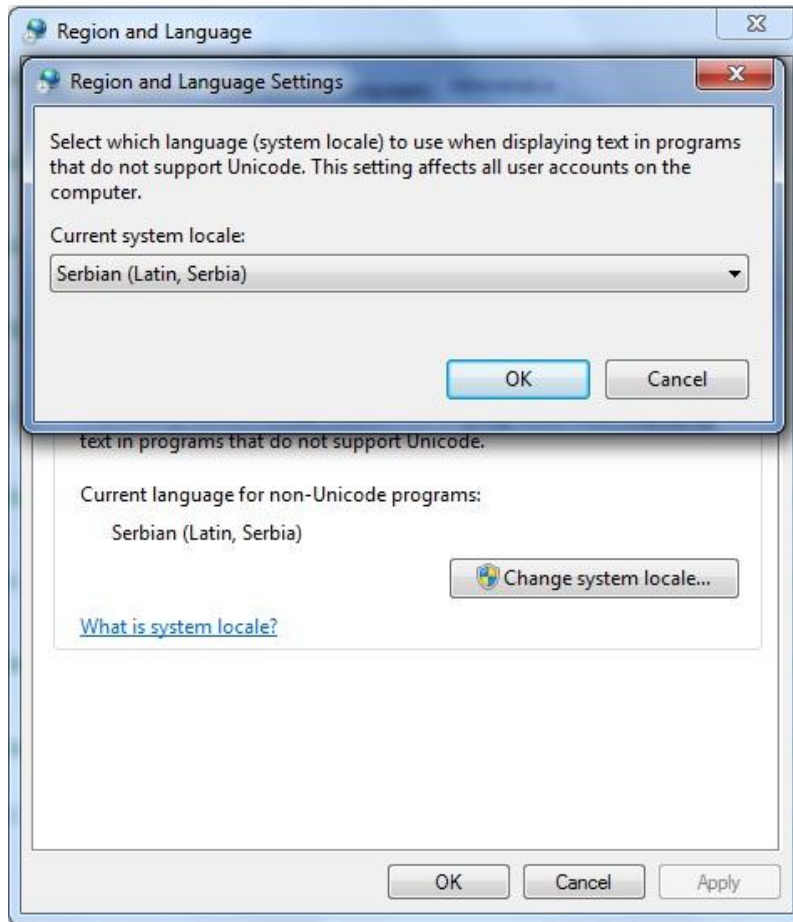 Region and Language
Region and Language Settings
Select which language (system locale) to use when displaying text in programs
that do not support Unicode. This setting affects all user accounts on the
computer.
Current system locale:
Serbian (Latin, Serbia)
OK Cancel
text in programs that do not support Unicode.
Current language for non-Unicode programs:
Serbian (Latin, Serbia)
Change system locale...
What is system locale?
OK Cancel Apply